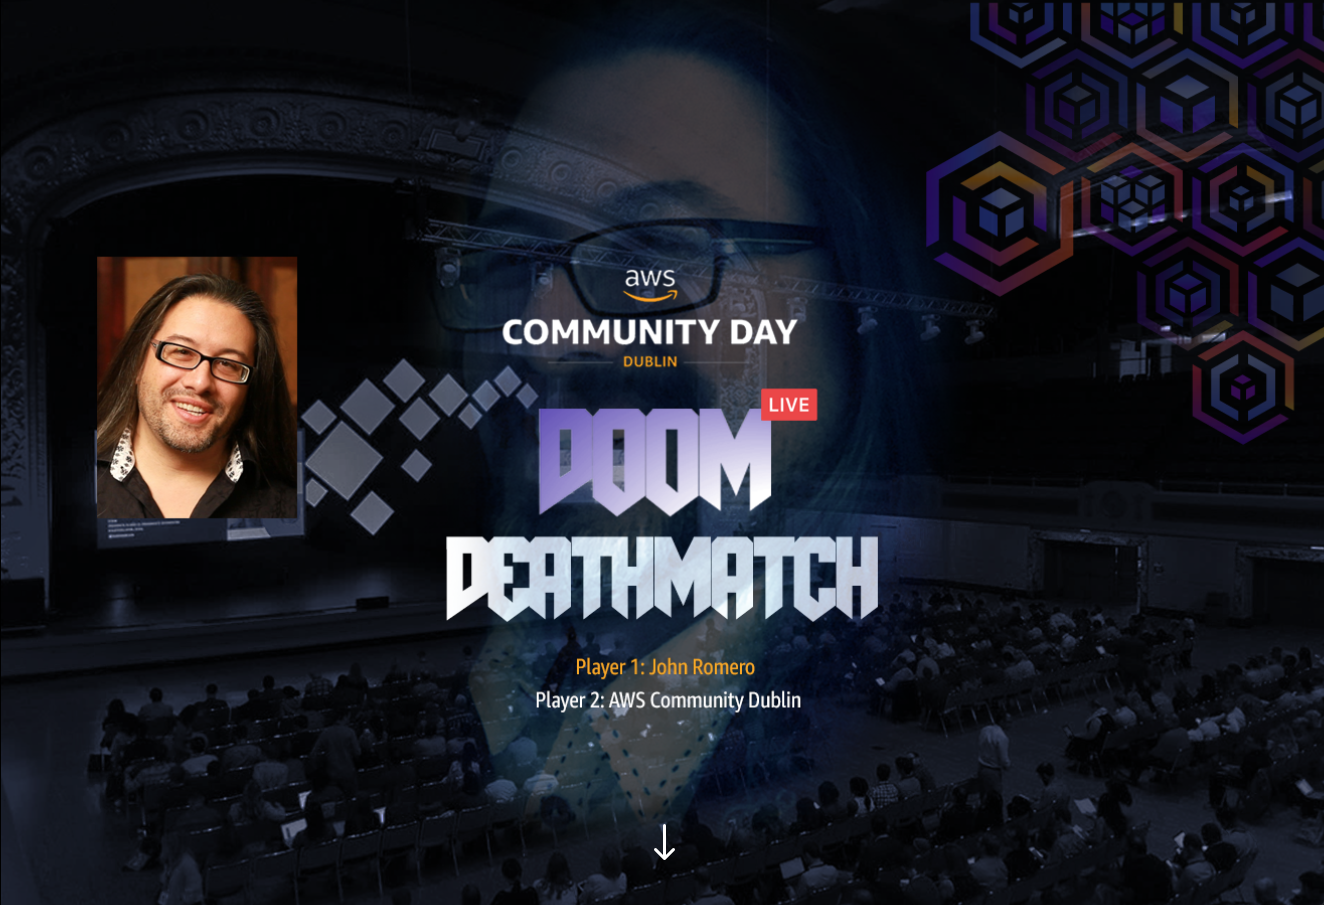 aws
COMMUNITY DAY
DUBLIN
LIVE
DOOM
DEATHMATCH
Player 1: John Romero
Player 2: AWS Community Dublin